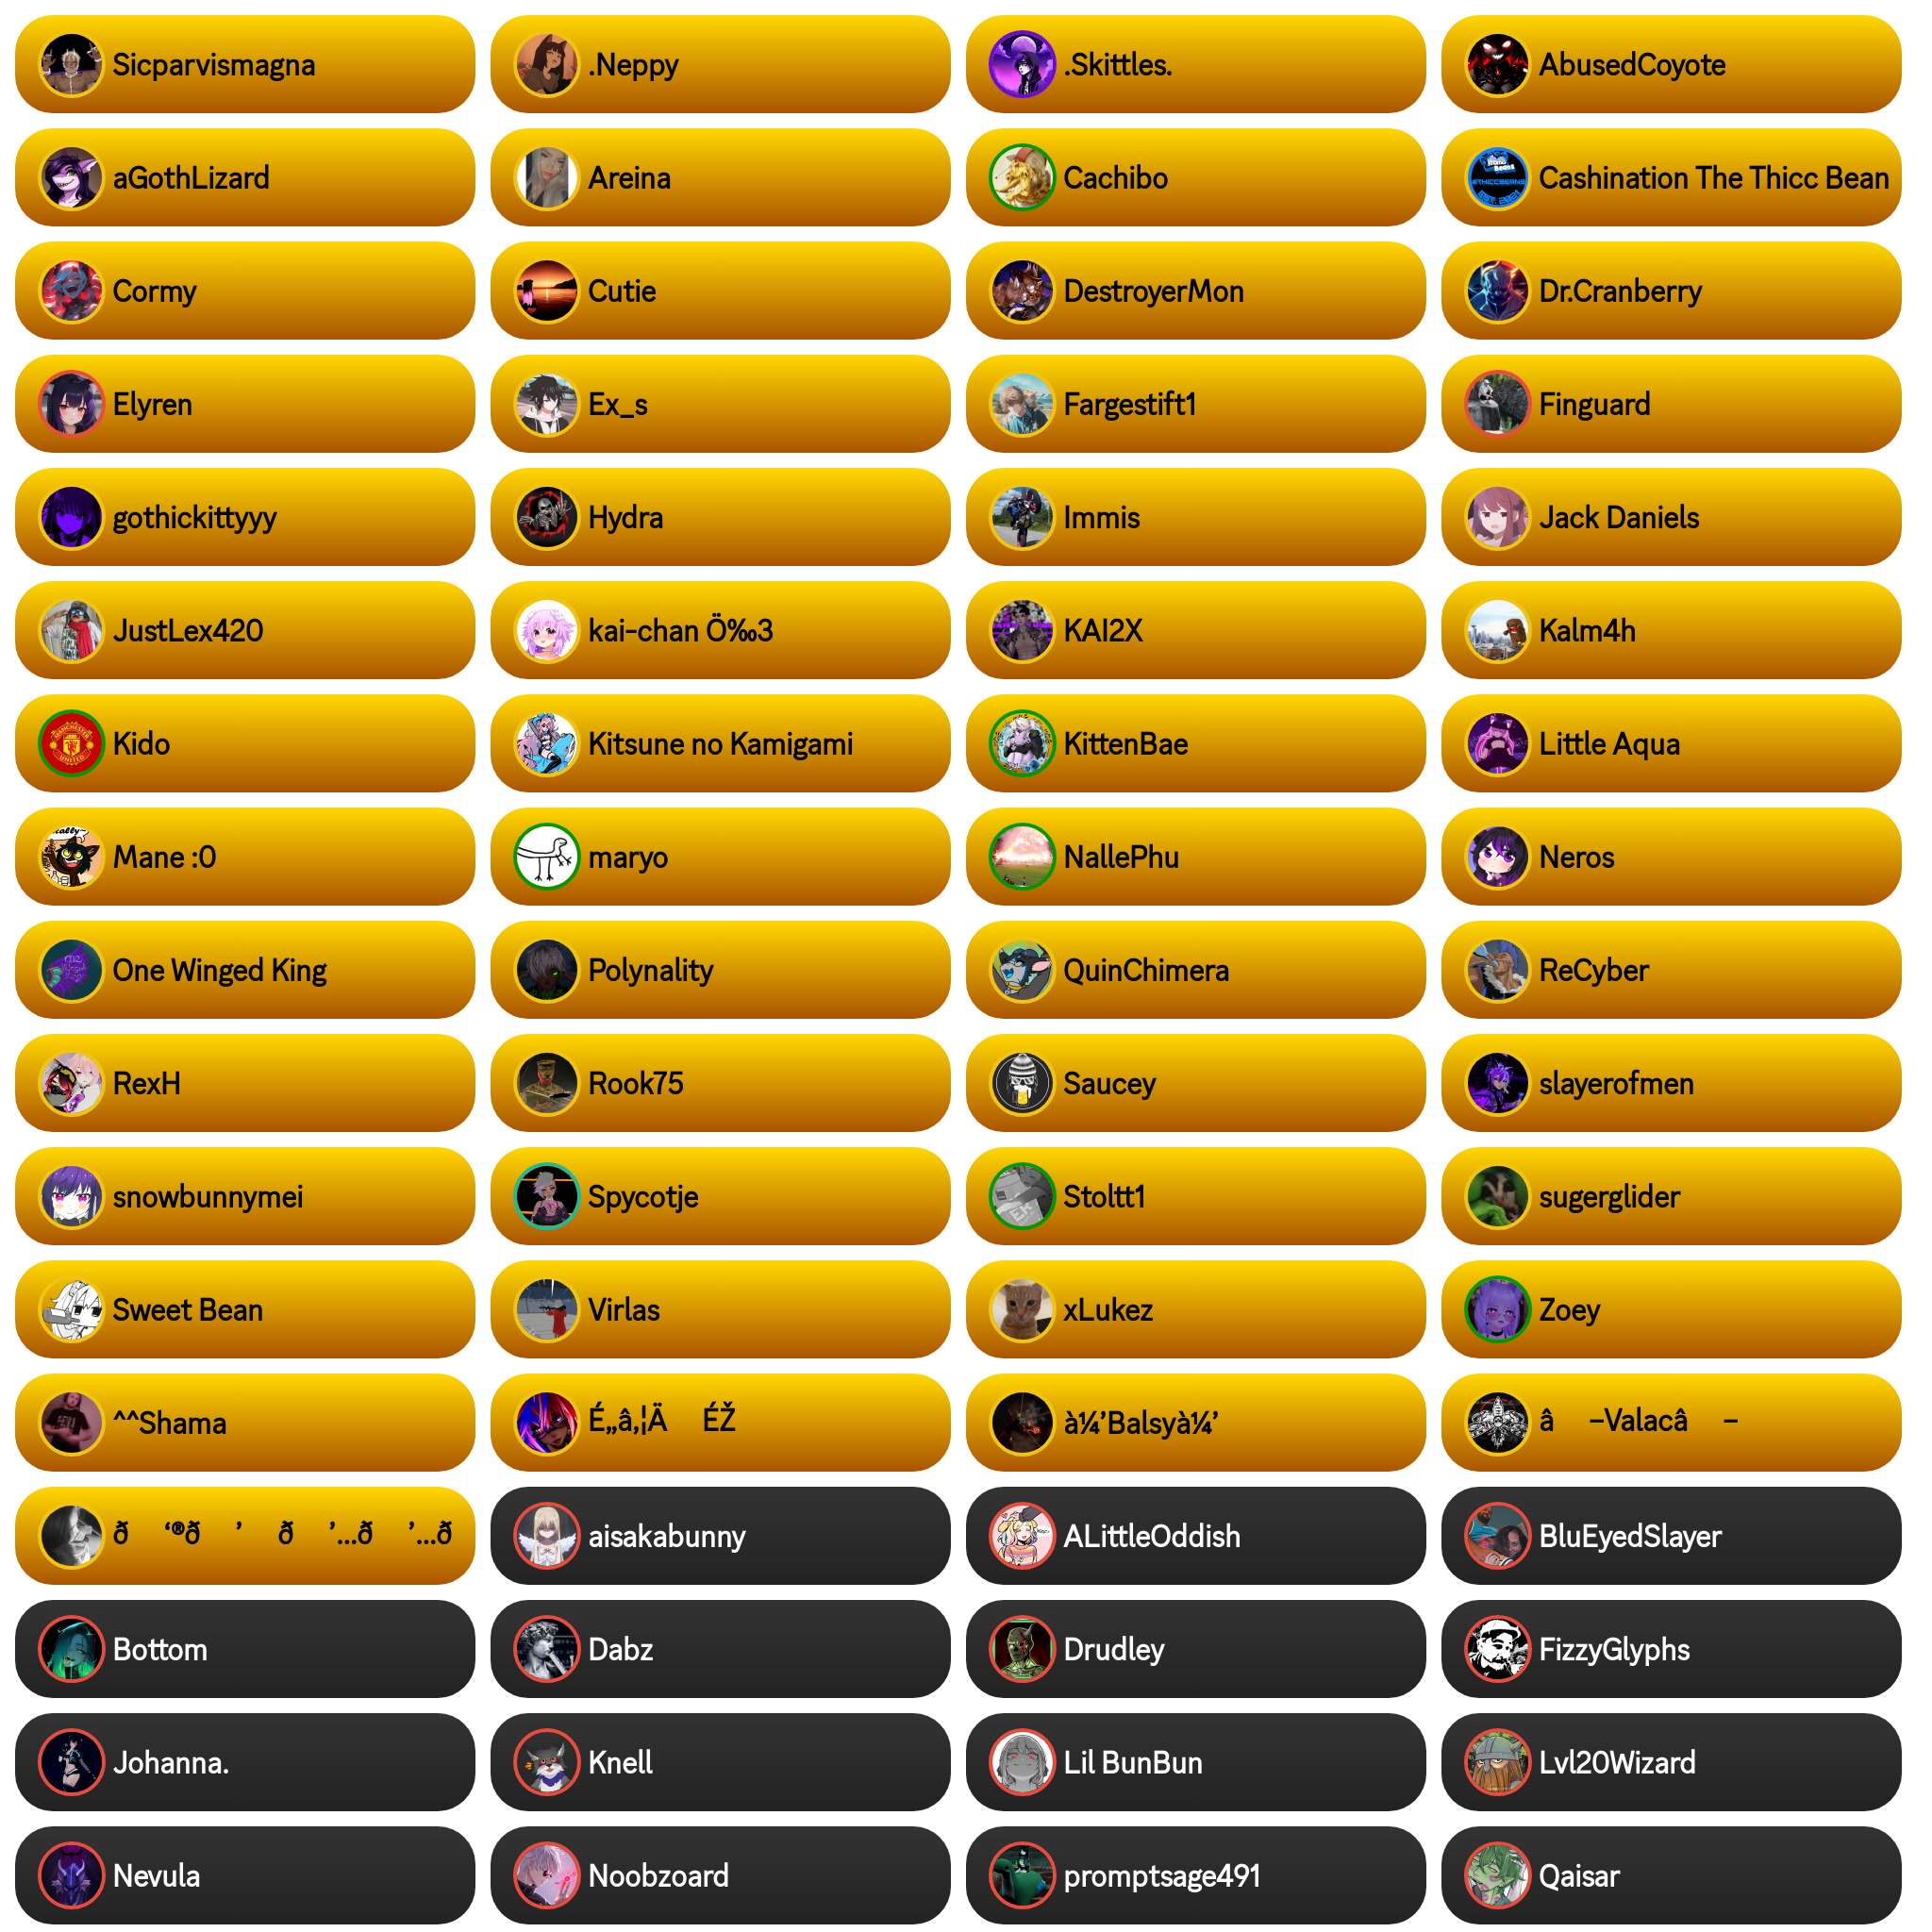 Sicparvismagna
.Neppy
.Skittles.
AbusedCoyote
aGothLizard
Areina
Cachibo
Cashination The Thicc Bean
Cormy
Cutie
DestroyerMon
Dr.Cranberry
Elyren
Ex_s
Fargestift1
Finguard
gothickittyyy
Hydra
Immis
Jack Daniels
JustLex420
kai-chan Ö‰3
KAI2X
Kalm4h
Kido
Kitsune no Kamigami
KittenBae
Little Aqua
Mane :0
maryo
NallePhu
Neros
One Winged King
Polynality
QuinChimera
ReCyber
RexH
Rook75
Saucey
slayerofmen
snowbunnymei
Spycotje
Stoltt1
sugerglider
Sweet Bean
Virlas
xLukez
Zoey
^^Shama
É„â‚¦Ä ÉŽ
à¼’Balsyà¼’
â –Valacâ –
ð ‘®ð ’ ð ’…ð ’…ð
aisakabunny
ALittleOddish
BluEyedSlayer
Bottom
Dabz
Drudley
FizzyGlyphs
Johanna.
Knell
Lil BunBun
Lvl20Wizard
Nevula
Noobzoard
promptsage491
Qaisar